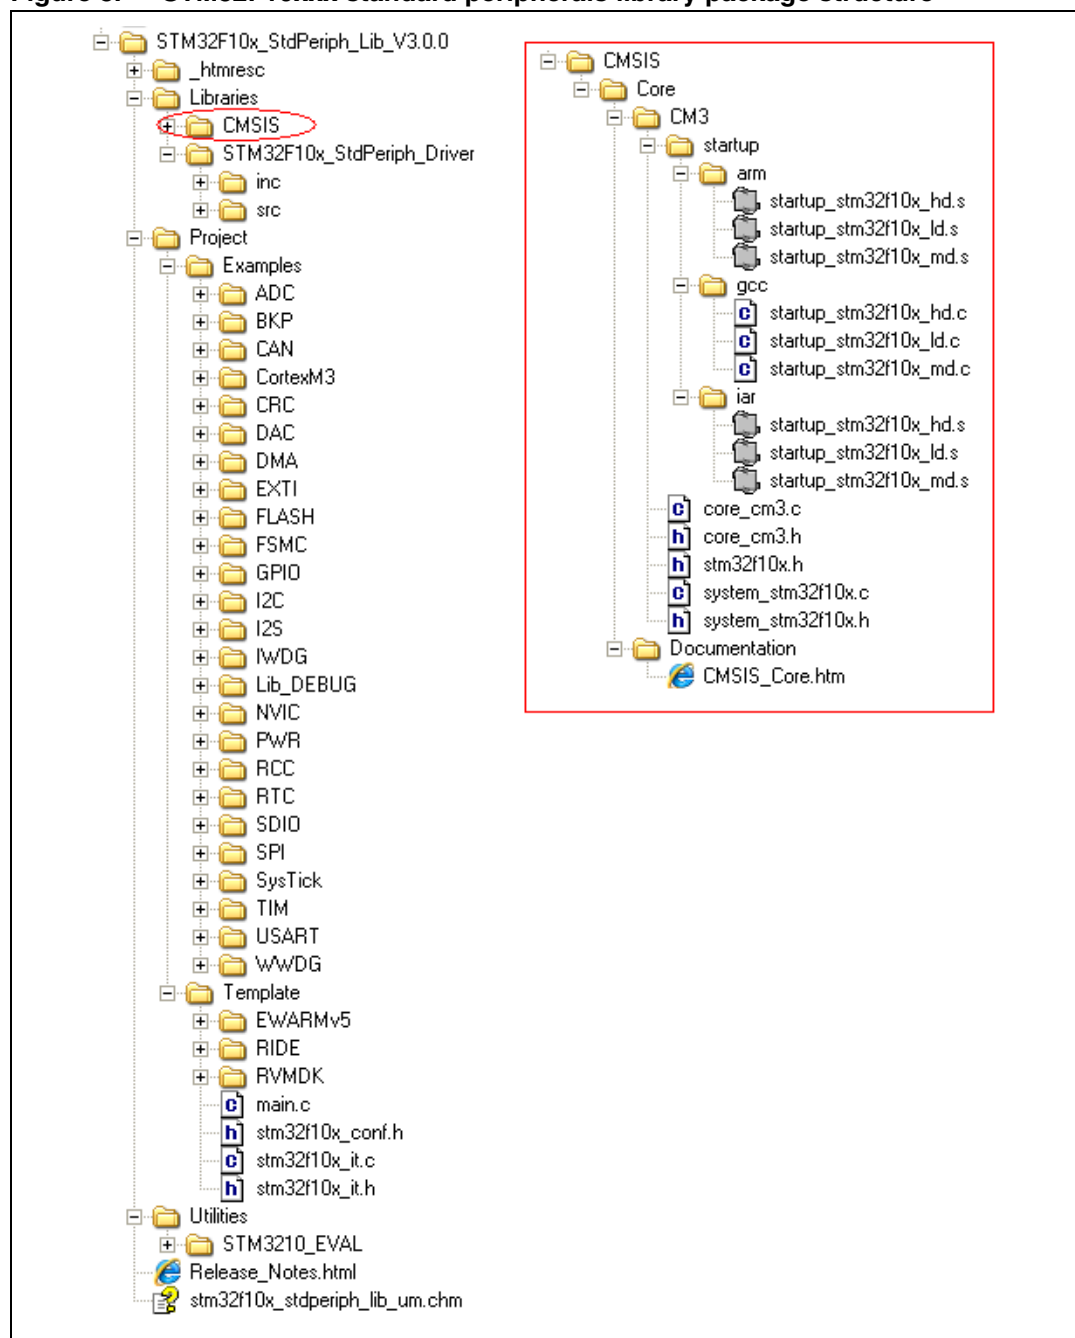 STM32F10x_StdPeriph_Lib_V3.0.0
_htmresc
Libraries
CMSIS
STM32F10x_StdPeriph_Driver
inc
src
Project
Examples
ADC
BKP
CAN
CortexM3
CRC
DAC
DMA
EXTI
FLASH
FSMC
GPIO
I2C
I2S
IWDG
Lib_DEBUG
NVIC
PWR
RCC
RTC
SDIO
SPI
SysTick
TIM
USART
WWDG
Template
EWARMv5
RIDE
RVMDK
main.c
stm32f10x_conf.h
stm32f10x_it.c
stm32f10x_it.h
Utilities
STM3210_EVAL
Release_Notes.html
stm32f10x_stdperiph_lib_um.chm
CMSIS
Core
CM3
startup
arm
startup_stm32f10x_hd.s
startup_stm32f10x_ld.s
startup_stm32f10x_md.s
gcc
startup_stm32f10x_hd.c
startup_stm32f10x_ld.c
startup_stm32f10x_md.c
iar
startup_stm32f10x_hd.s
startup_stm32f10x_ld.s
startup_stm32f10x_md.s
core_cm3.c
core_cm3.h
stm32f10x.h
system_stm32f10x.c
system_stm32f10x.h
Documentation
CMSIS_Core.htm